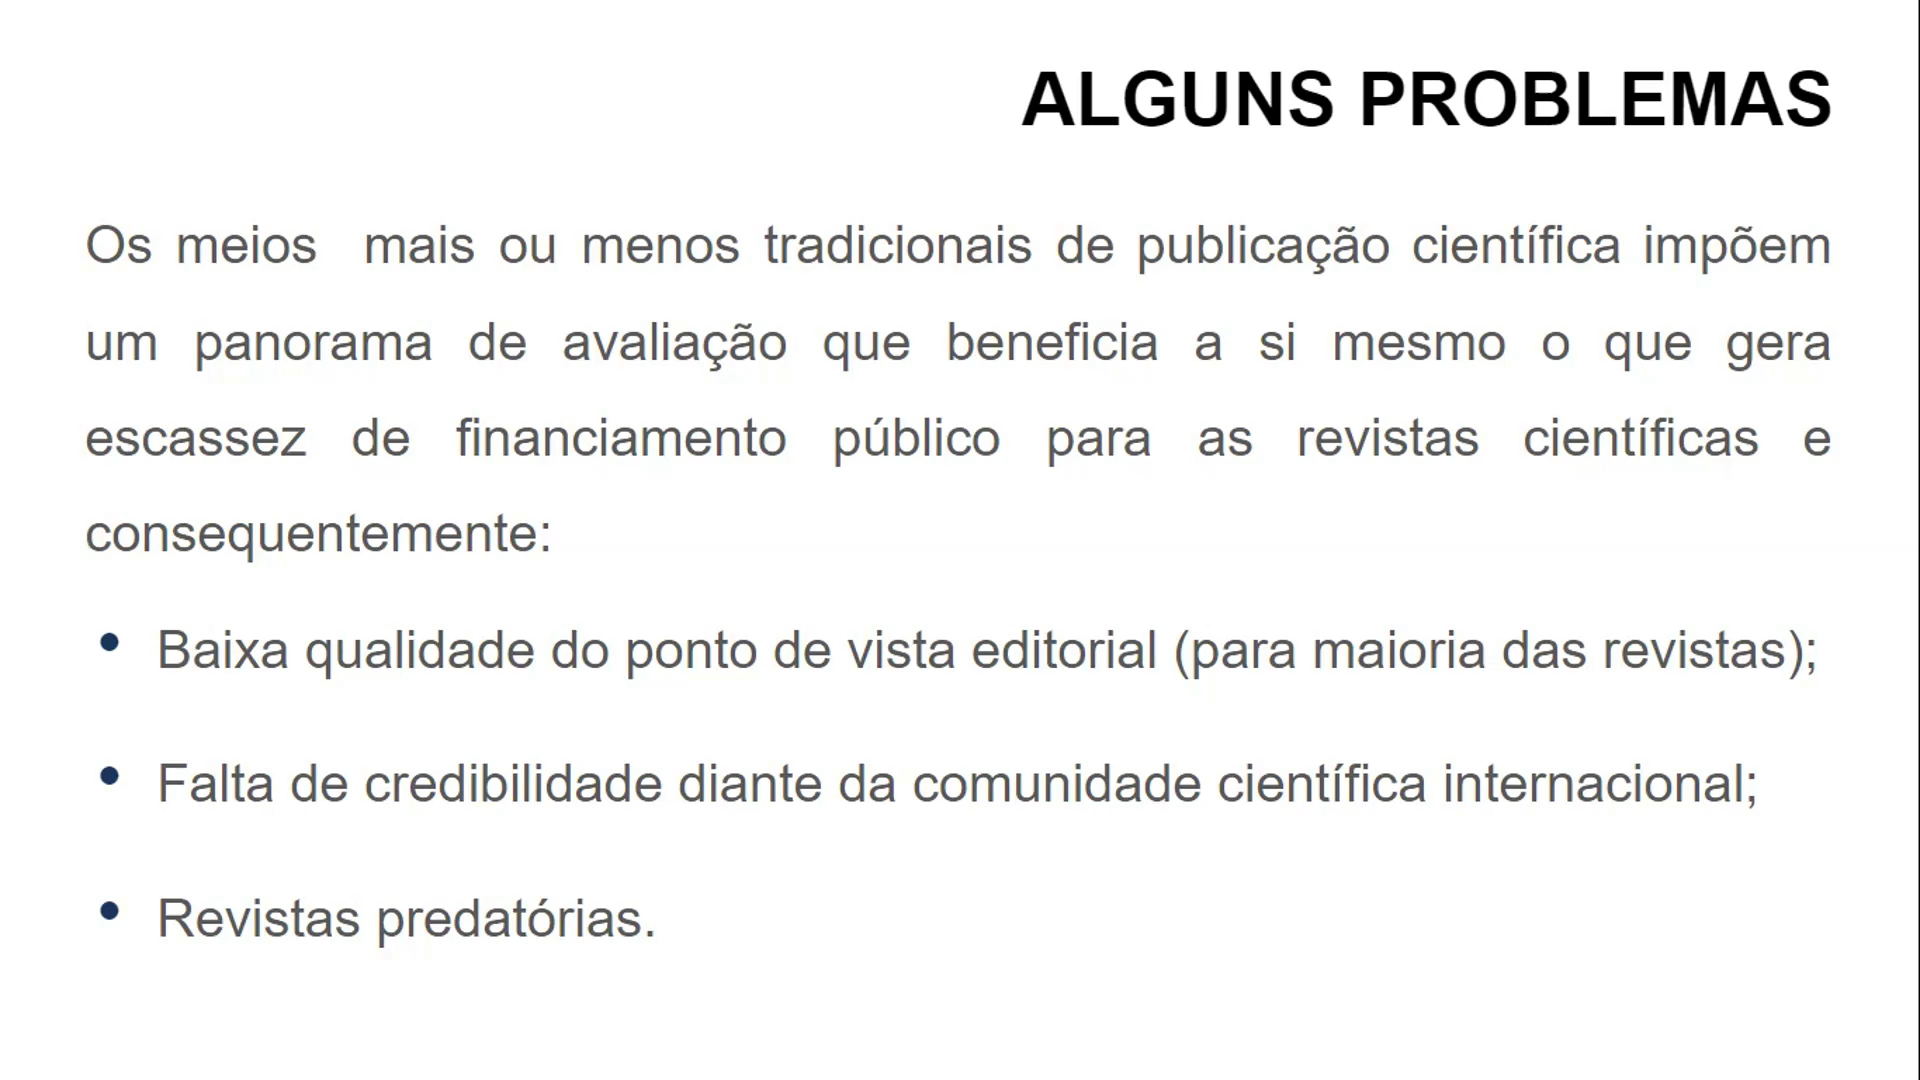 ALGUNS PROBLEMAS
Os meios mais ou menos tradicionais de publicação científica impõem
um panorama de avaliação que beneficia a si mesmo o que gera
escassez de financiamento público para as revistas científicas e
consequentemente:
• Baixa qualidade do ponto de vista editorial (para maioria das revistas);
• Falta de credibilidade diante da comunidade científica internacional;
• Revistas predatórias.